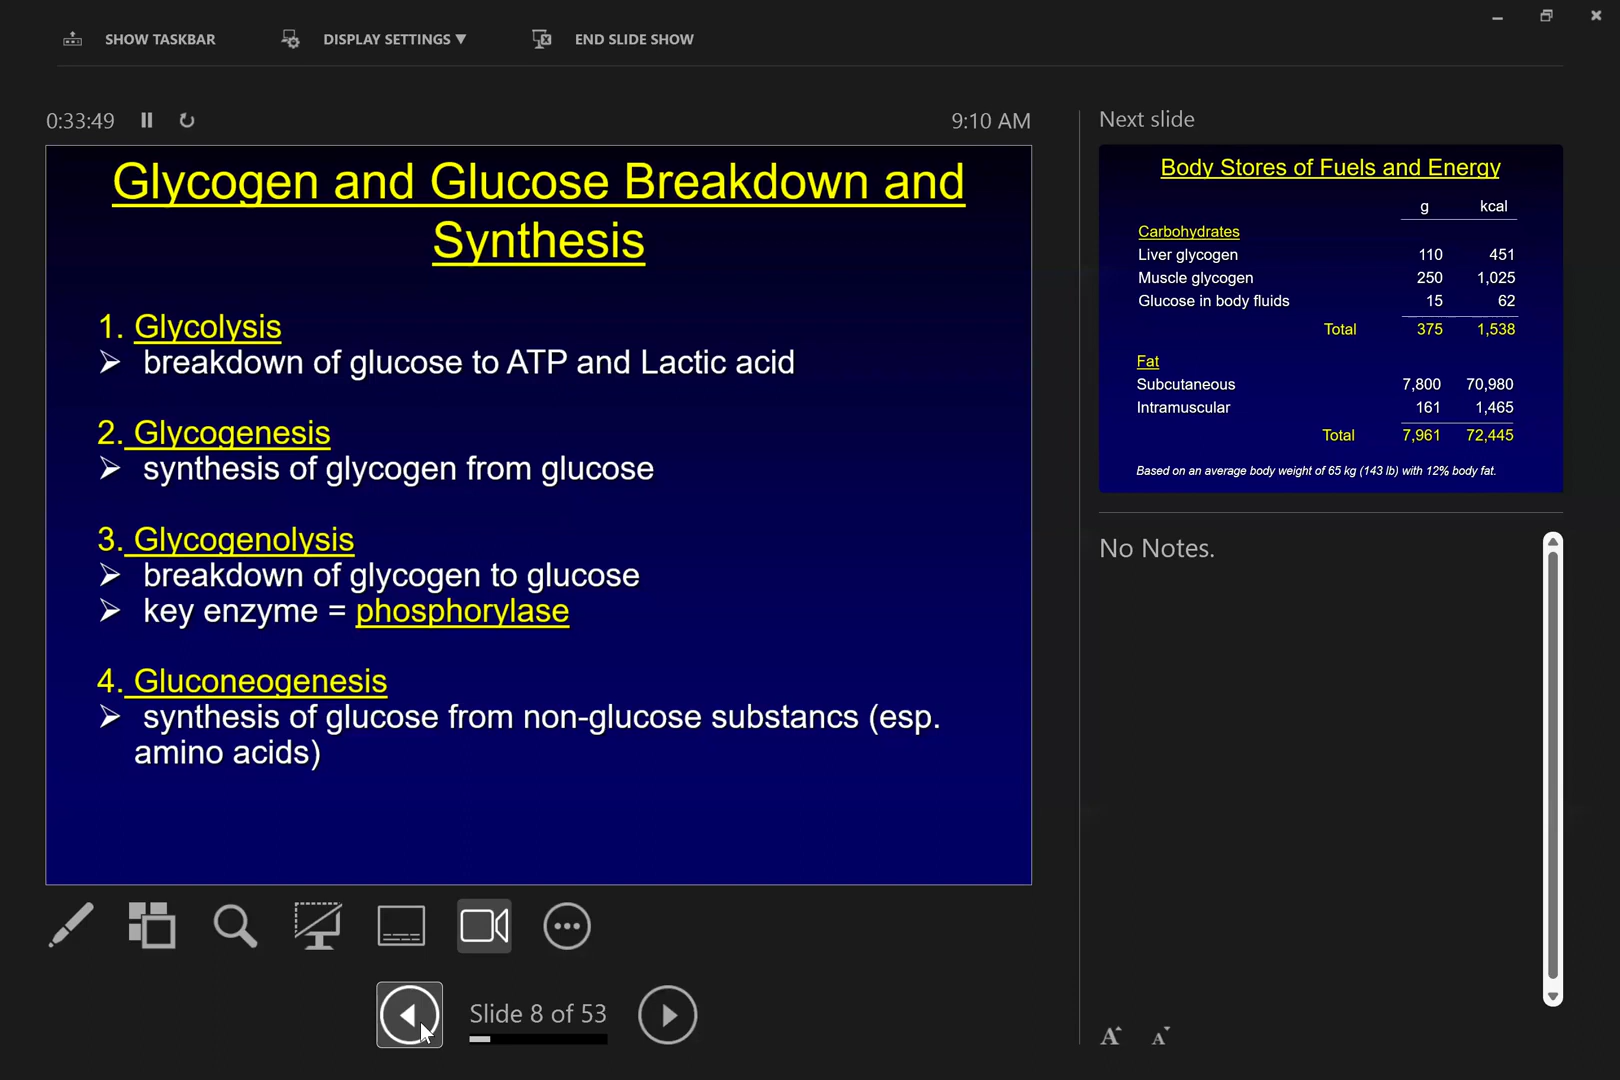 SHOW TASKBAR DISPLAY SETTINGS ▼ END SLIDE SHOW
0:33:49 9:10 AM
Glycogen and Glucose Breakdown and
Synthesis
1. Glycolysis
➢ breakdown of glucose to ATP and Lactic acid
2. Glycogenesis
➢ synthesis of glycogen from glucose
3. Glycogenolysis
➢ breakdown of glycogen to glucose
➢ key enzyme = phosphorylase
4. Gluconeogenesis
➢ synthesis of glucose from non-glucose substancs (esp.
amino acids)
Slide 8 of 53
Next slide
Body Stores of Fuels and Energy
g kcal
Carbohydrates
Liver glycogen 110 451
Muscle glycogen 250 1,025
Glucose in body fluids 15 62
Total 375 1,538
Fat
Subcutaneous 7,800 70,980
Intramuscular 161 1,465
Total 7,961 72,445
Based on an average body weight of 65 kg (143 lb) with 12% body fat.
No Notes.
A A